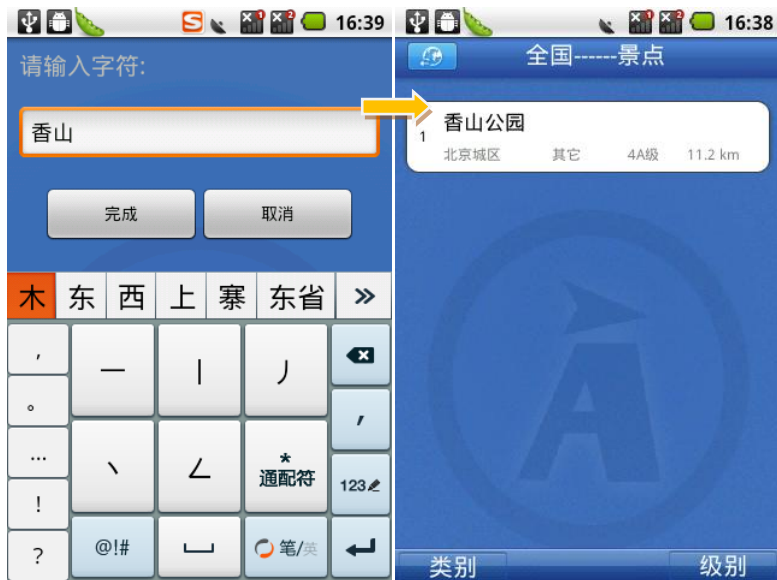 16:39
请输入字符:
香山
完成
取消
木 东 西 上 寨 东省 »
，
一 丨 丿
。
，
…
丶 ㄥ *
通配符
123
!
@!#
笔/英
?
16:38
全国------景点
1
香山公园
北京城区 其它 4A级 11.2 km
类别
级别